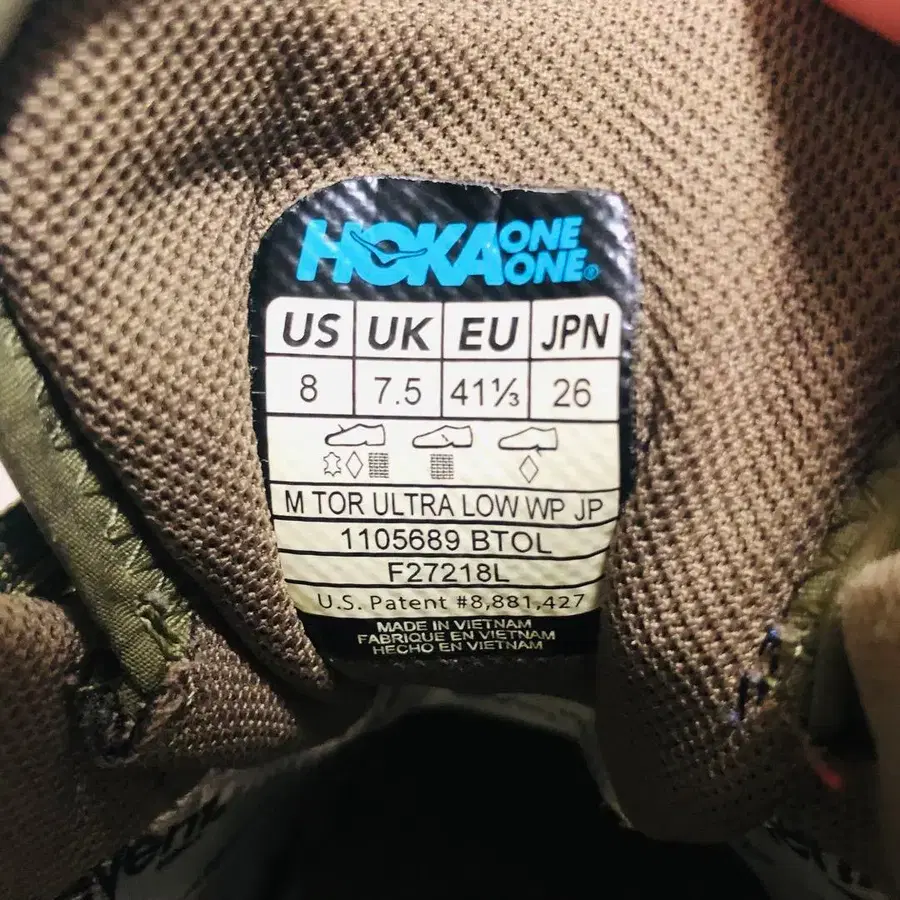 HOKA ONE ONE®
US UK EU JPN
8 7.5 41⅓ 26
M TOR ULTRA LOW WP JP
1105689 BTOL
F27218L
U.S. Patent #8,881,427
MADE IN VIETNAM
FABRIQUE EN VIETNAM
HECHO EN VIETNAM